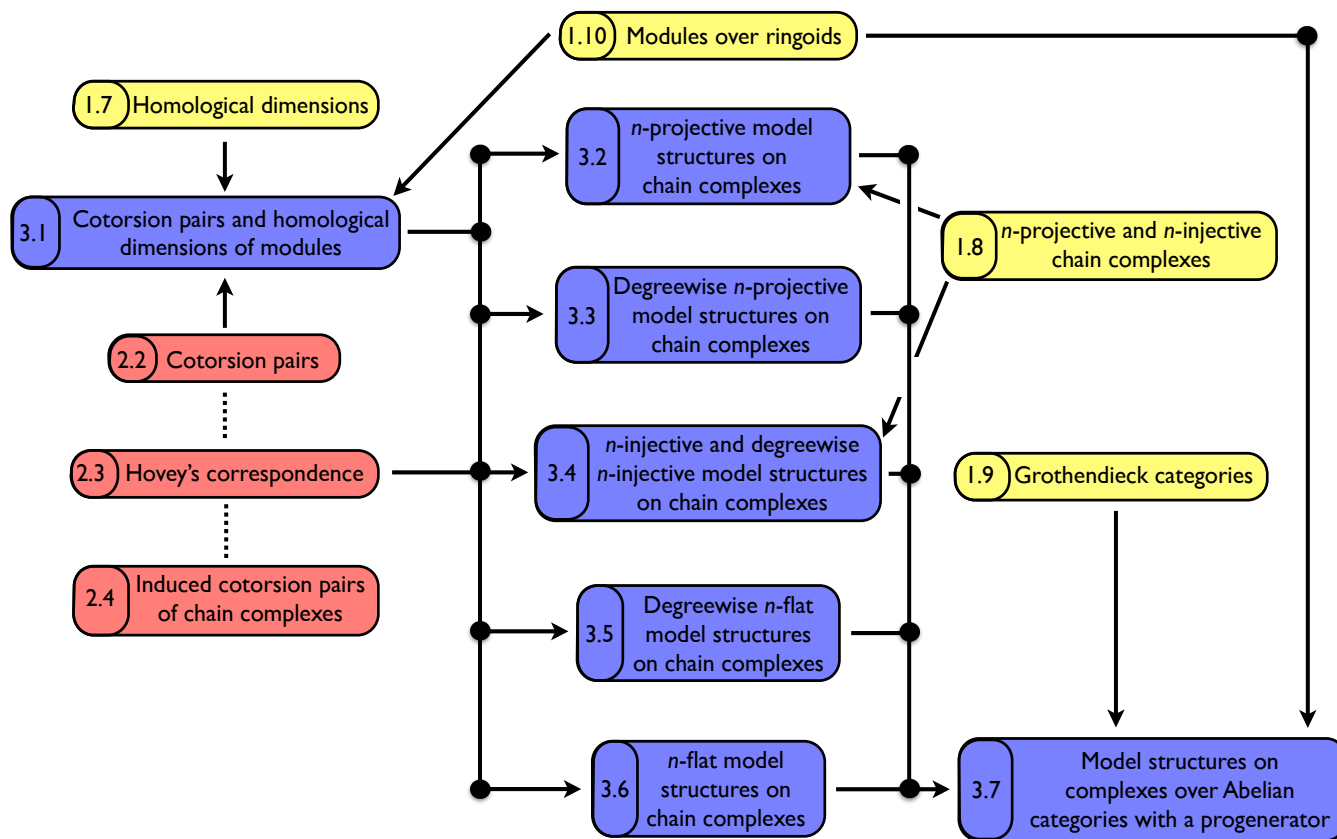 1.10 Modules over ringoids
1.7 Homological dimensions
3.1 Cotorsion pairs and homological
dimensions of modules
2.2 Cotorsion pairs
2.3 Hovey's correspondence
2.4 Induced cotorsion pairs
of chain complexes
3.2 n-projective model
structures on
chain complexes
3.3 Degreewise n-projective
model structures on
chain complexes
3.4 n-injective and degreewise
n-injective model structures
on chain complexes
3.5 Degreewise n-flat
model structures
on chain complexes
3.6 n-flat model
structures on
chain complexes
1.8 n-projective and n-injective
chain complexes
1.9 Grothendieck categories
3.7 Model structures on
complexes over Abelian
categories with a progenerator